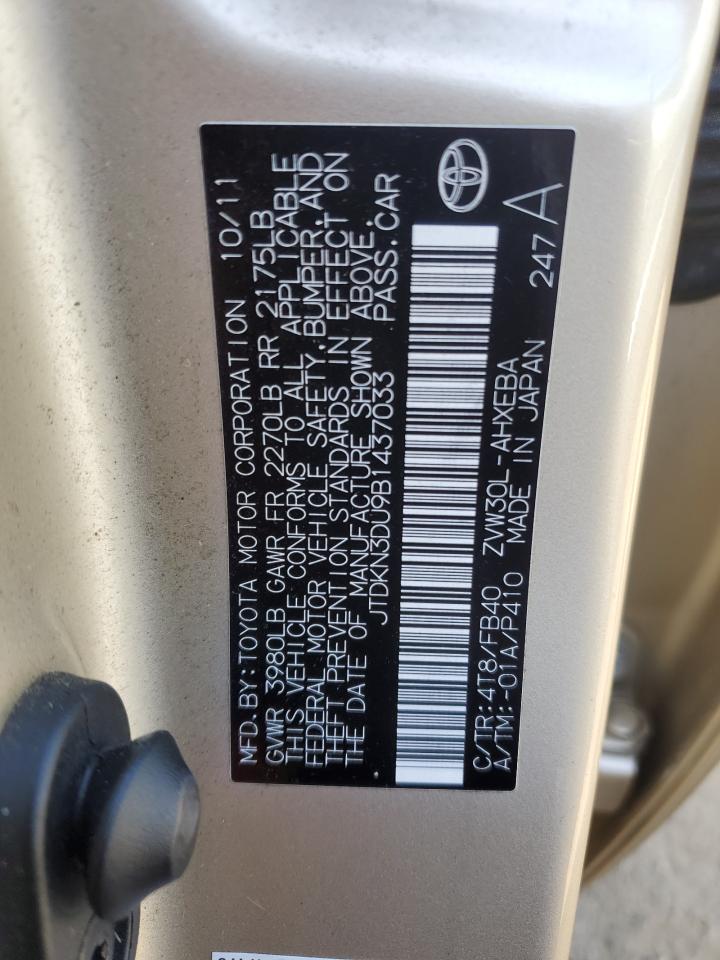 MFD.BY:TOYOTA MOTOR CORPORATION 10/11
GVWR 3980LB GAWR FR 2270LB RR 2175LB
THIS VEHICLE CONFORMS TO ALL APPLICABLE
FEDERAL MOTOR VEHICLE SAFETY,BUMPER,AND
THEFT PREVENTION STANDARDS IN EFFECT ON
THE DATE OF MANUFACTURE SHOWN ABOVE.
JTDKN3DU9B1437033 PASS.CAR
C/TR:4T8/FB40 ZVW30L-AHXEBA 247A
A/TM:-01A/P410 MADE IN JAPAN